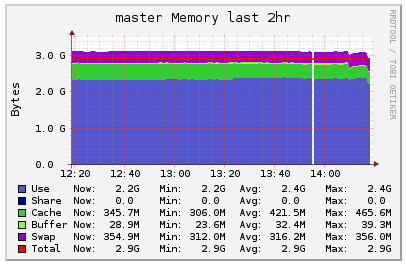 master Memory last 2hr
RRDTOOL / TOBI OETIKER
Bytes
3.0 G
2.0 G
1.0 G
0.0
12:20 12:40 13:00 13:20 13:40 14:00
Use Now: 2.2G Min: 2.2G Avg: 2.4G Max: 2.4G
Share Now: 0.0 Min: 0.0 Avg: 0.0 Max: 0.0
Cache Now: 345.7M Min: 306.0M Avg: 421.5M Max: 465.6M
Buffer Now: 28.9M Min: 23.6M Avg: 32.4M Max: 39.3M
Swap Now: 354.9M Min: 312.0M Avg: 316.2M Max: 356.0M
Total Now: 2.9G Min: 2.9G Avg: 2.9G Max: 2.9G